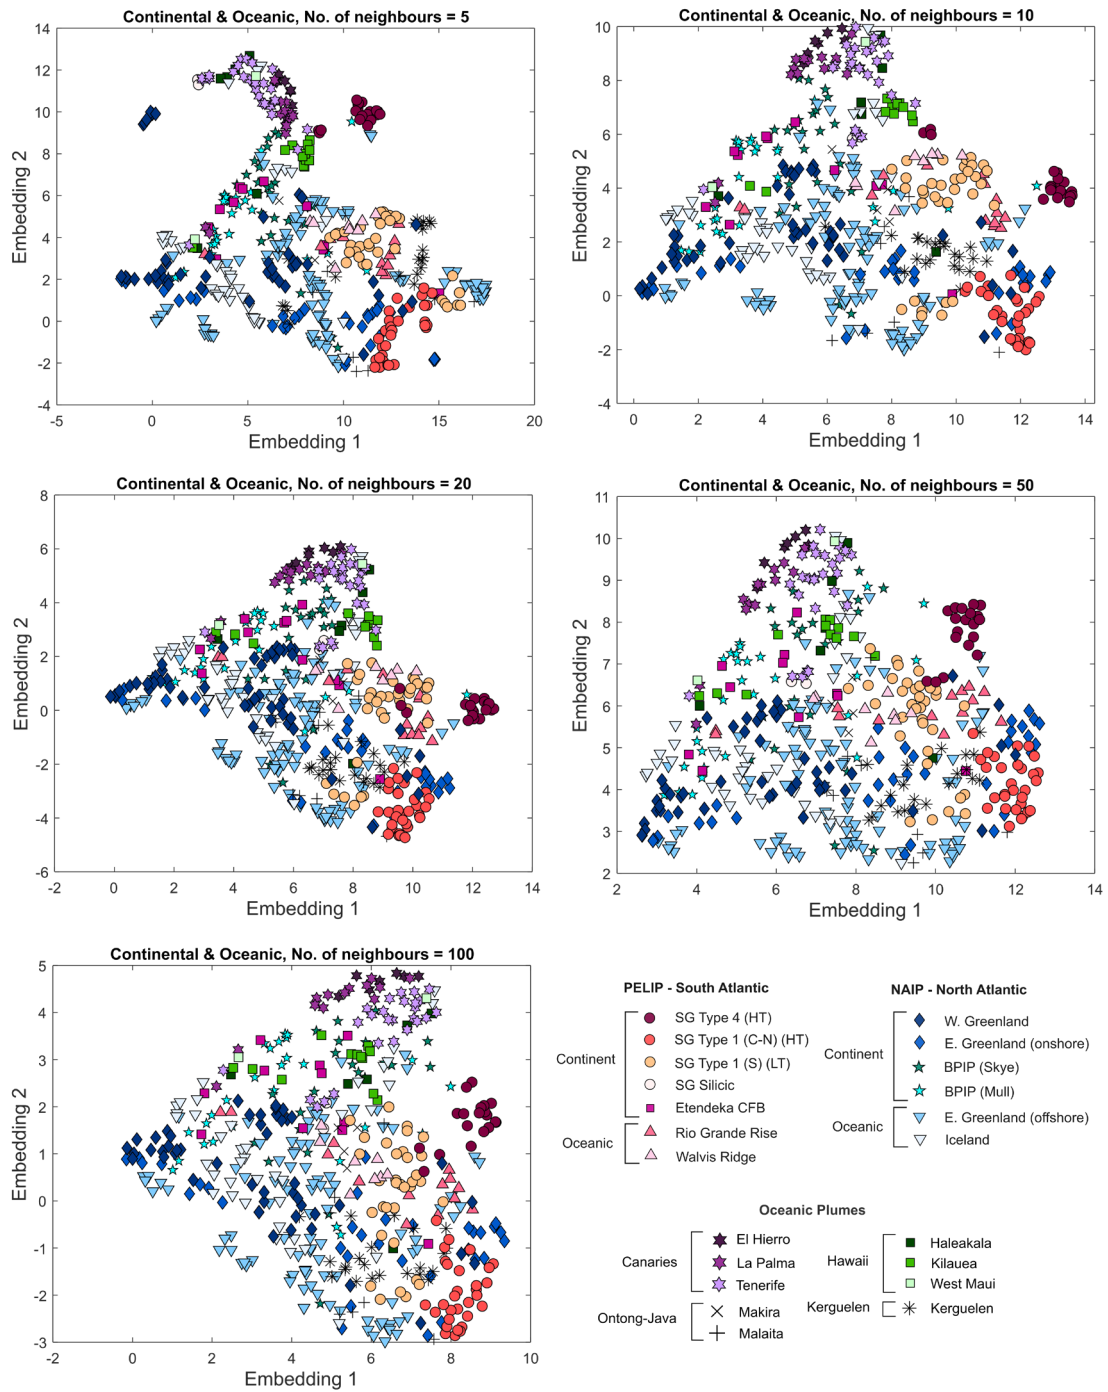 Continental & Oceanic, No. of neighbours = 5
14
12
10
8
6
4
2
0
-2
-4
Embedding 2
-5
0
5
10
15
20
Embedding 1
Continental & Oceanic, No. of neighbours = 10
10
8
6
4
2
0
-2
-4
Embedding 2
0
2
4
6
8
10
12
14
Embedding 1
Continental & Oceanic, No. of neighbours = 20
8
6
4
2
0
-2
-4
-6
Embedding 2
-2
0
2
4
6
8
10
12
14
Embedding 1
Continental & Oceanic, No. of neighbours = 50
11
10
9
8
7
6
5
4
3
2
Embedding 2
2
4
6
8
10
12
14
Embedding 1
Continental & Oceanic, No. of neighbours = 100
5
4
3
2
1
0
-1
-2
-3
Embedding 2
0
2
4
6
8
10
Embedding 1
PELIP - South Atlantic
Continent
SG Type 4 (HT)
SG Type 1 (C-N) (HT)
SG Type 1 (S) (LT)
SG Silicic
Etendeka CFB
Oceanic
Rio Grande Rise
Walvis Ridge
NAIP - North Atlantic
Continent
W. Greenland
E. Greenland (onshore)
BPIP (Skye)
BPIP (Mull)
Oceanic
E. Greenland (offshore)
Iceland
Oceanic Plumes
Canaries
El Hierro
La Palma
Tenerife
Ontong-Java
Makira
Malaita
Hawaii
Haleakala
Kilauea
West Maui
Kerguelen
Kerguelen